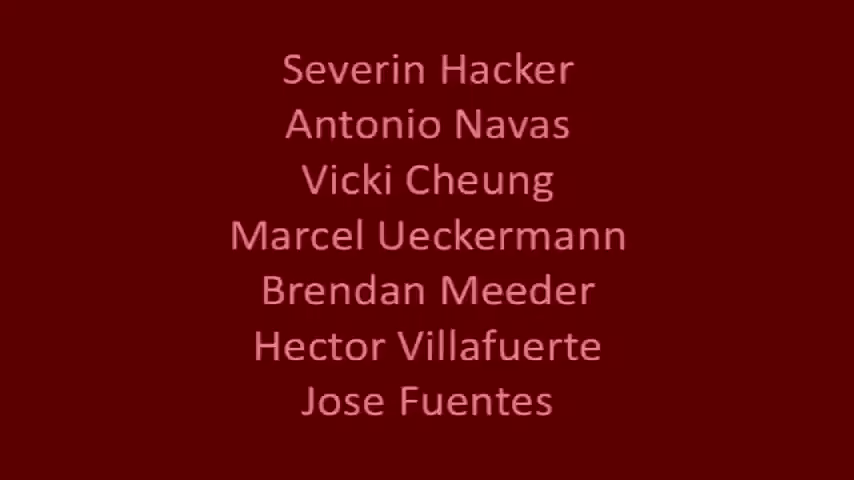 Severin Hacker
Antonio Navas
Vicki Cheung
Marcel Ueckermann
Brendan Meeder
Hector Villafuerte
Jose Fuentes